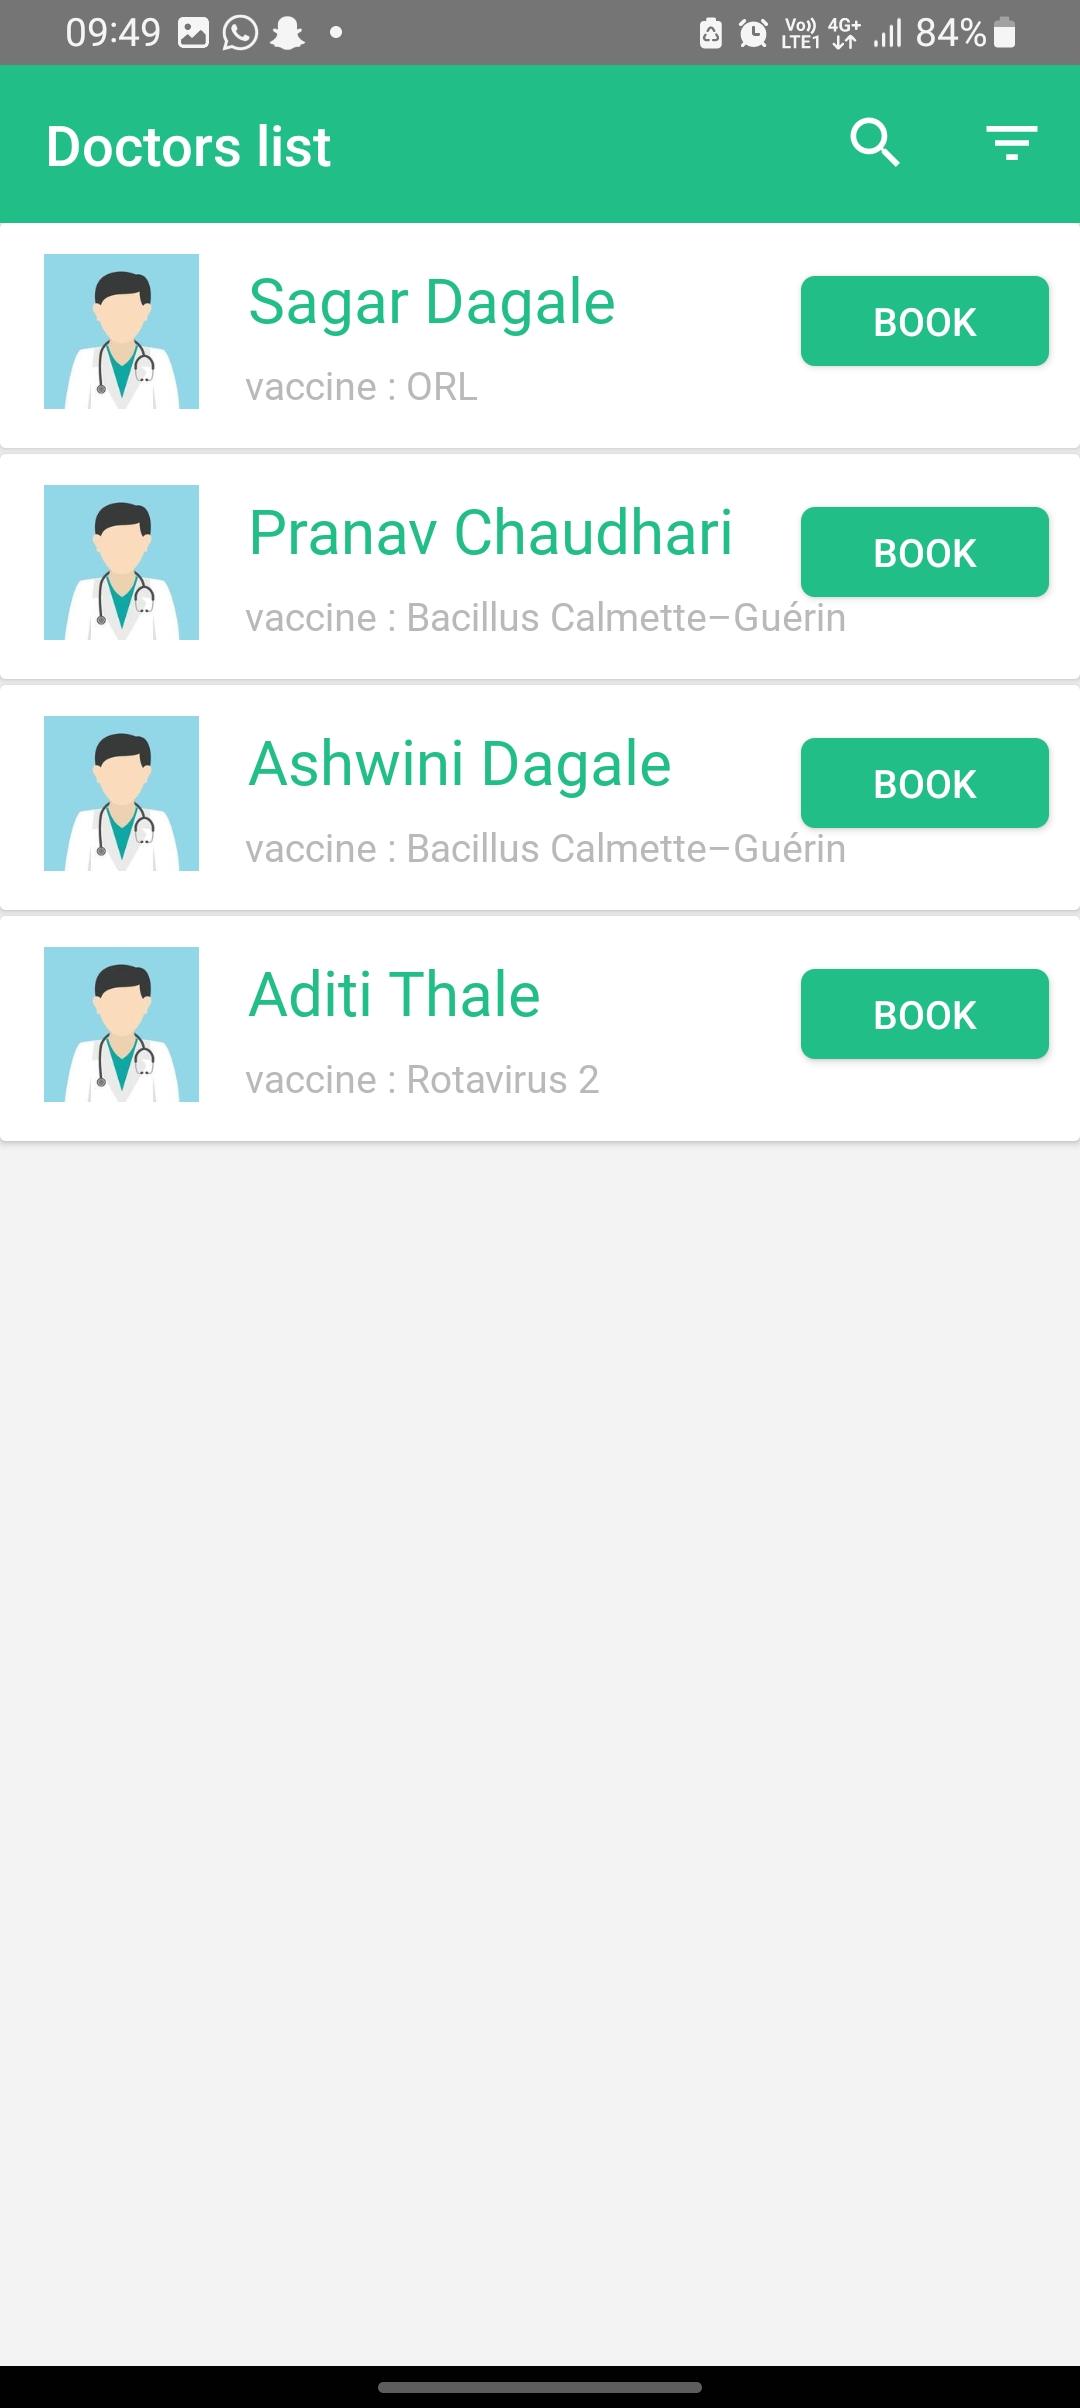 09:49 Vo)) LTE1 4G+ 84%
Doctors list
Sagar Dagale
BOOK
vaccine : ORL
Pranav Chaudhari
BOOK
vaccine : Bacillus Calmette–Guérin
Ashwini Dagale
BOOK
vaccine : Bacillus Calmette–Guérin
Aditi Thale
BOOK
vaccine : Rotavirus 2